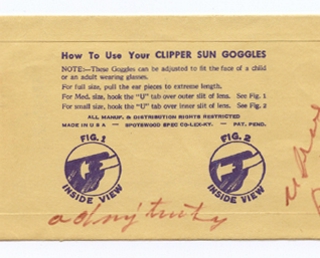 How To Use Your CLIPPER SUN GOGGLES
NOTE:—These Goggles can be adjusted to fit the face of a child
or an adult wearing glasses.
For full size, pull the ear pieces to extreme length.
For Med. size, hook the "U" tab over outer slit of lens. See Fig. 1
For small size, hook the "U" tab over inner slit of lens. See Fig. 2
ALL MANUF. & DISTRIBUTION RIGHTS RESTRICTED
MADE IN U S A — SPOTSWOOD SPEC CO-LEX-KY. — PAT. PEND.
FIG. 1
INSIDE VIEW
FIG. 2
INSIDE VIEW